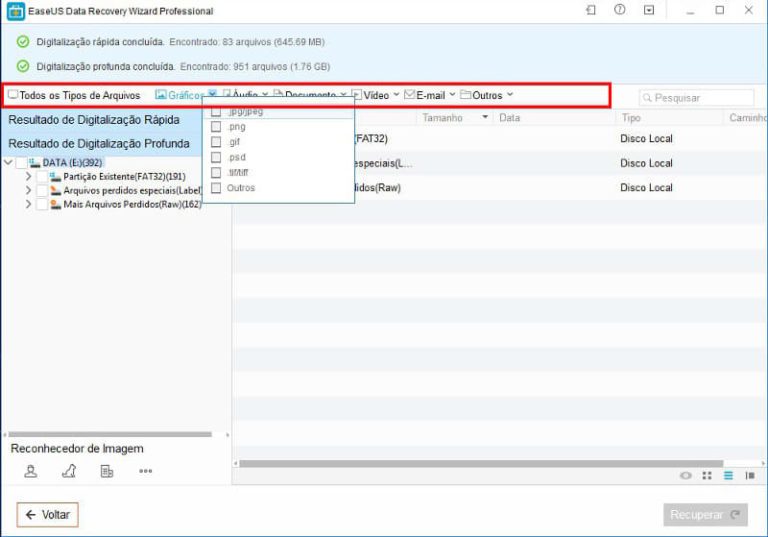 EaseUS Data Recovery Wizard Professional
Digitalização rápida concluída. Encontrado: 83 arquivos (645.69 MB)
Digitalização profunda concluída. Encontrado: 951 arquivos (1.76 GB)
Todos os Tipos de Arquivos Gráficos Áudio Documento Vídeo E-mail Outros
Pesquisar
Resultado de Digitalização Rápida
Resultado de Digitalização Profunda
.jpg/jpeg
.png
.gif
.psd
.tif/tiff
Outros
Tamanho Data Tipo Caminho
DATA (E:)(392)
Partição Existente(FAT32)(191)
Arquivos perdidos especiais(Label)
Mais Arquivos Perdidos(Raw)(162)
(FAT32) Disco Local
especiais(L... Disco Local
didos(Raw) Disco Local
Reconhecedor de Imagem
Voltar
Recuperar